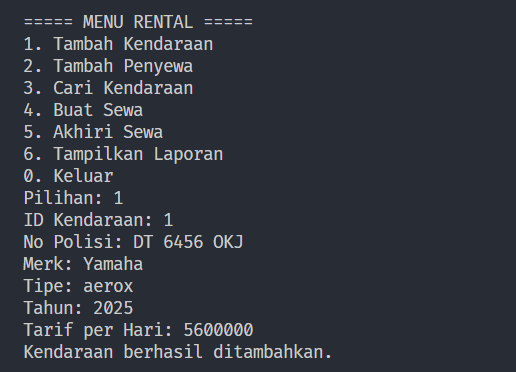 ===== MENU RENTAL =====
1. Tambah Kendaraan
2. Tambah Penyewa
3. Cari Kendaraan
4. Buat Sewa
5. Akhiri Sewa
6. Tampilkan Laporan
0. Keluar
Pilihan: 1
ID Kendaraan: 1
No Polisi: DT 6456 OKJ
Merk: Yamaha
Tipe: aerox
Tahun: 2025
Tarif per Hari: 5600000
Kendaraan berhasil ditambahkan.